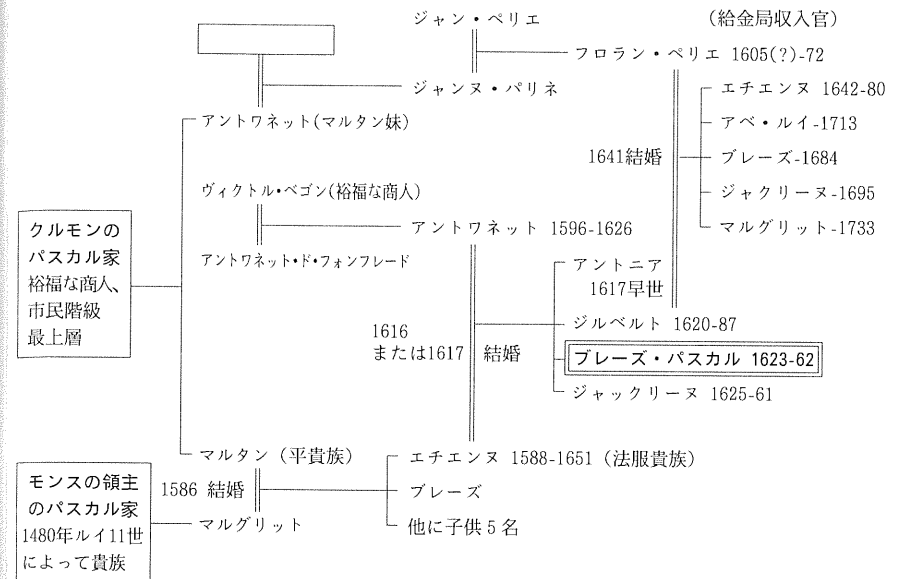 ジャン・ペリエ
(給金局収入官)
フロラン・ペリエ 1605(?)-72
ジャンヌ・パリネ
エチエンヌ 1642-80
アベ・ルイ-1713
ブレーズ-1684
ジャクリーヌ-1695
マルグリット-1733
1641結婚
アントワネット(マルタン妹)
ヴィクトル・ベゴン(裕福な商人)
アントワネット 1596-1626
アントワネット・ド・フォンフレード
クルモンの
パスカル家
裕福な商人、
市民階級
最上層
アントニア
1617早世
ジルベルト 1620-87
ブレーズ・パスカル 1623-62
ジャックリーヌ 1625-61
1616
または1617
結婚
マルタン (平貴族)
エチエンヌ 1588-1651 (法服貴族)
1586 結婚
ブレーズ
マルグリット
他に子供5名
モンスの領主
のパスカル家
1480年ルイ11世
によって貴族